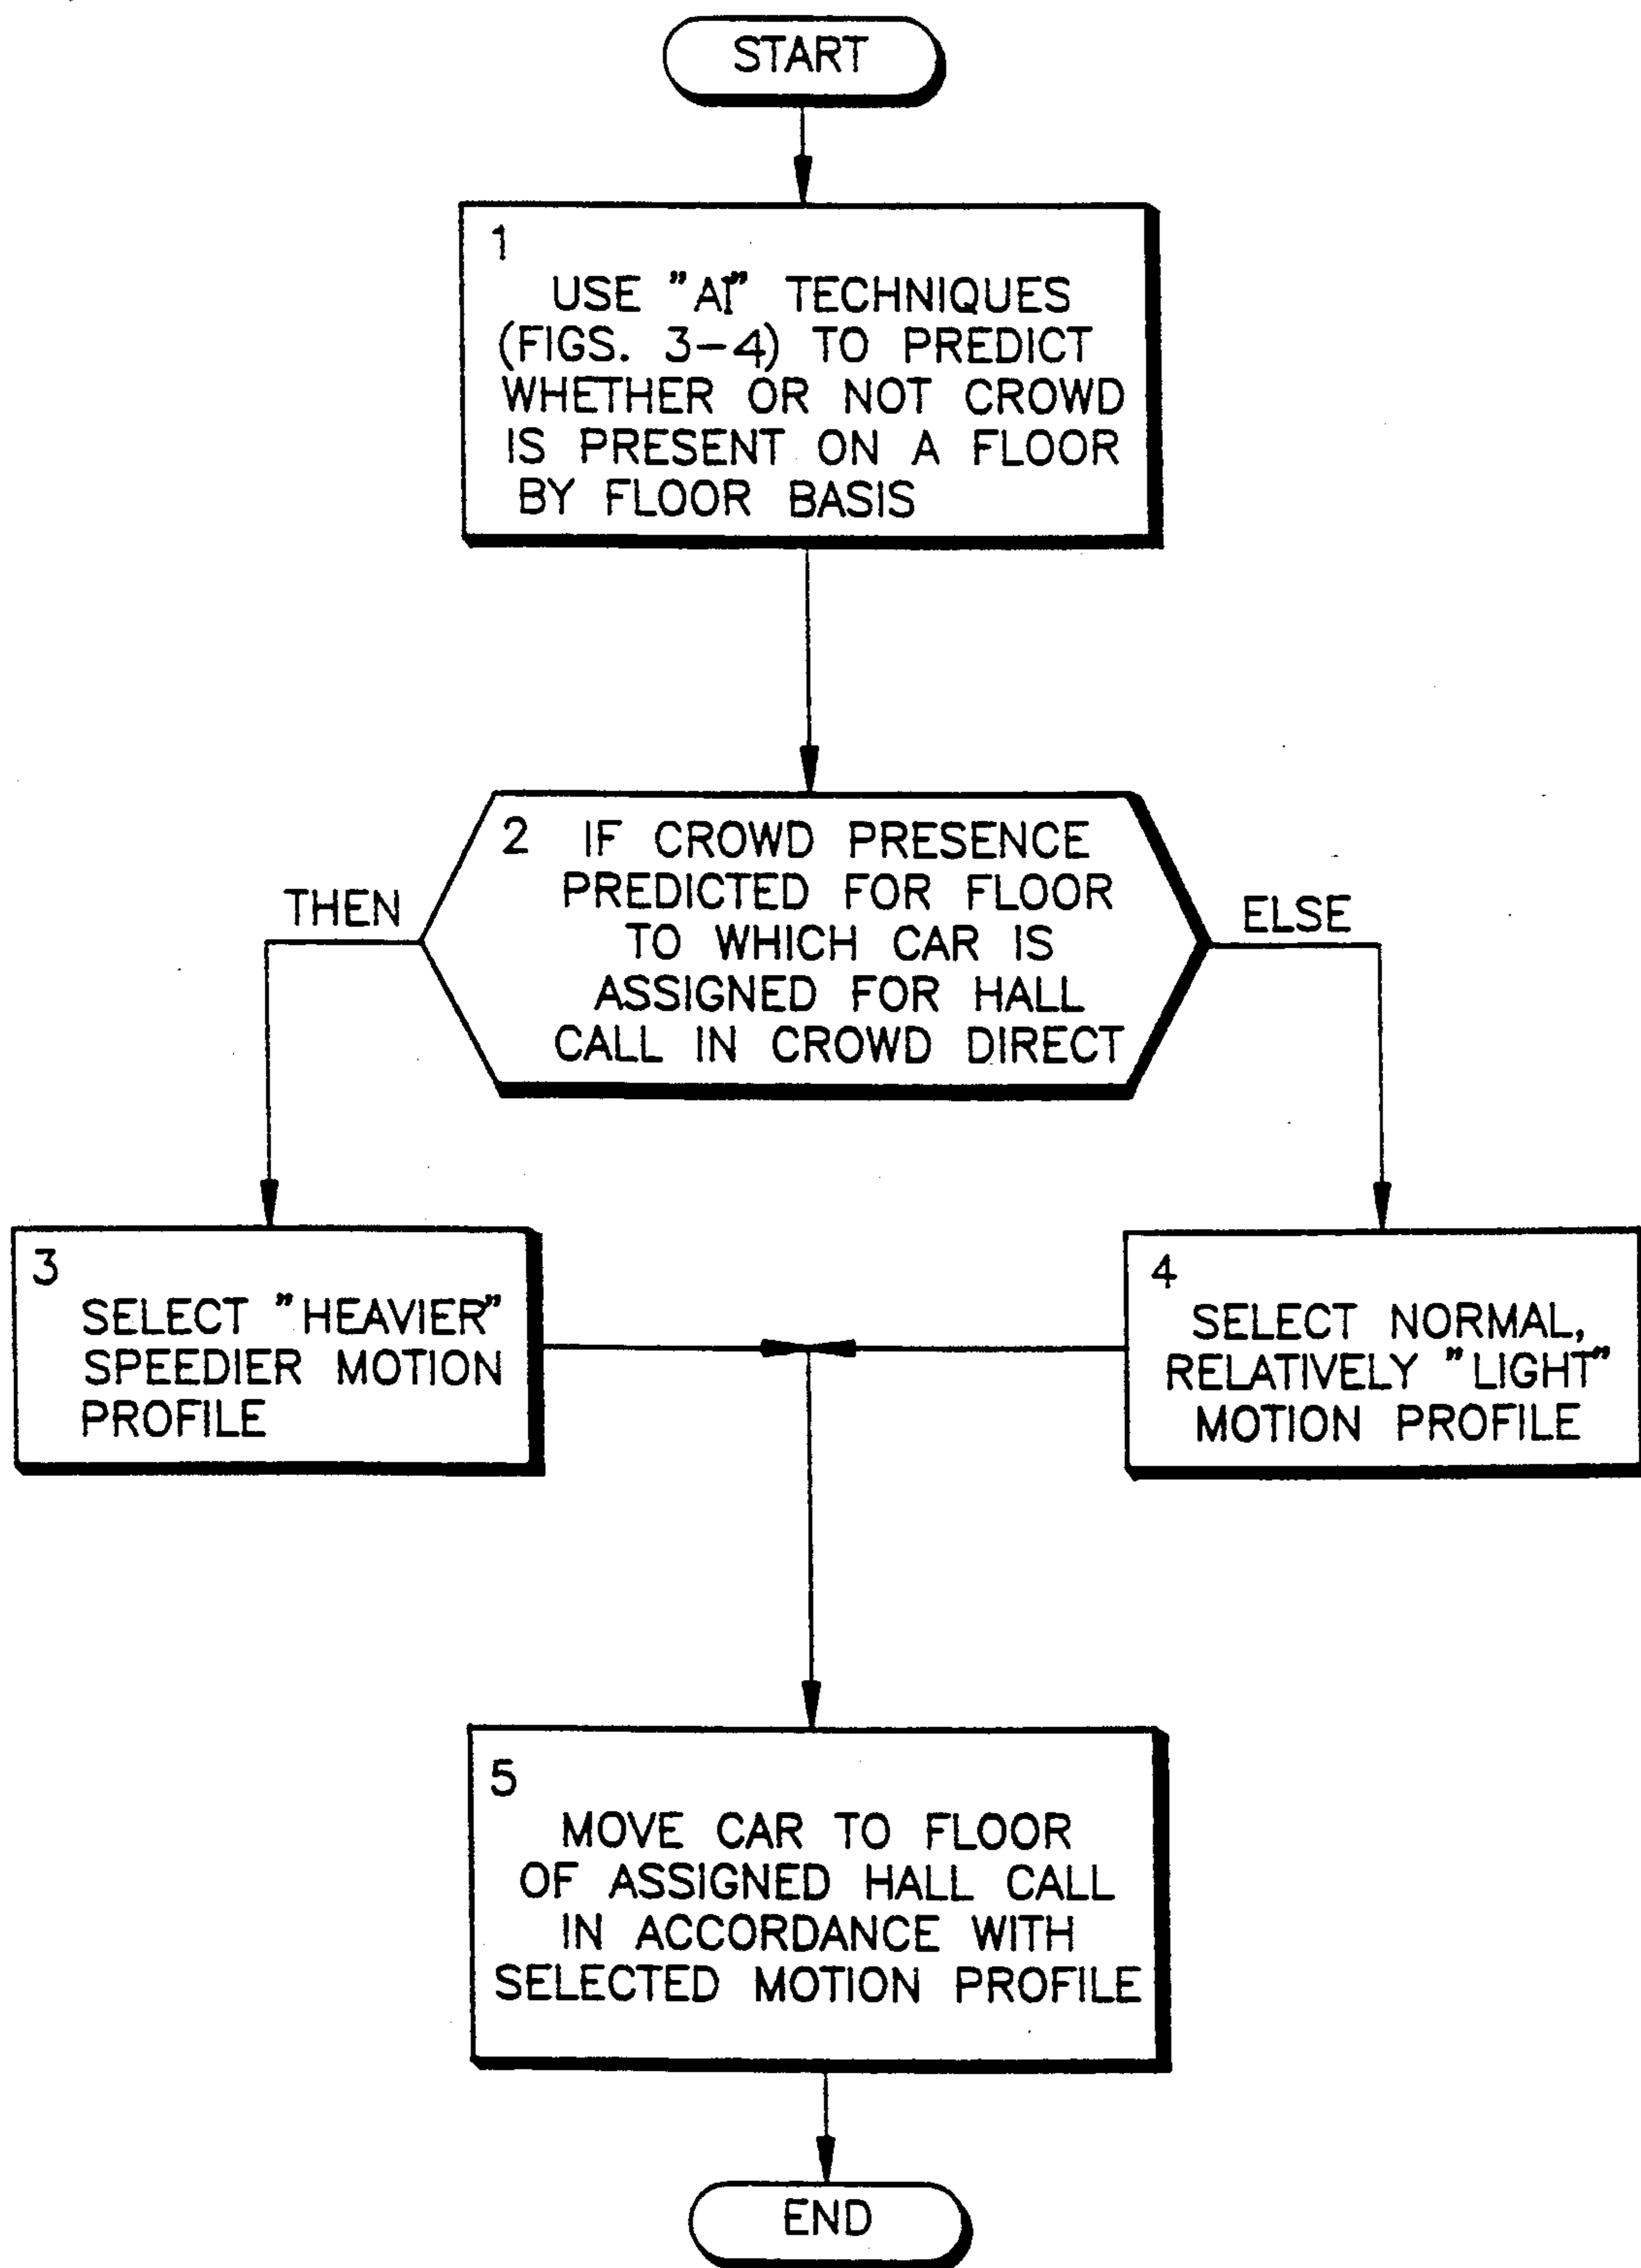 START
1
USE "AI" TECHNIQUES
(FIGS. 3-4) TO PREDICT
WHETHER OR NOT CROWD
IS PRESENT ON A FLOOR
BY FLOOR BASIS
2 IF CROWD PRESENCE
PREDICTED FOR FLOOR
TO WHICH CAR IS
ASSIGNED FOR HALL
CALL IN CROWD DIRECT
THEN
ELSE
3
SELECT "HEAVIER"
SPEEDIER MOTION
PROFILE
4
SELECT NORMAL,
RELATIVELY "LIGHT"
MOTION PROFILE
5
MOVE CAR TO FLOOR
OF ASSIGNED HALL CALL
IN ACCORDANCE WITH
SELECTED MOTION PROFILE
END